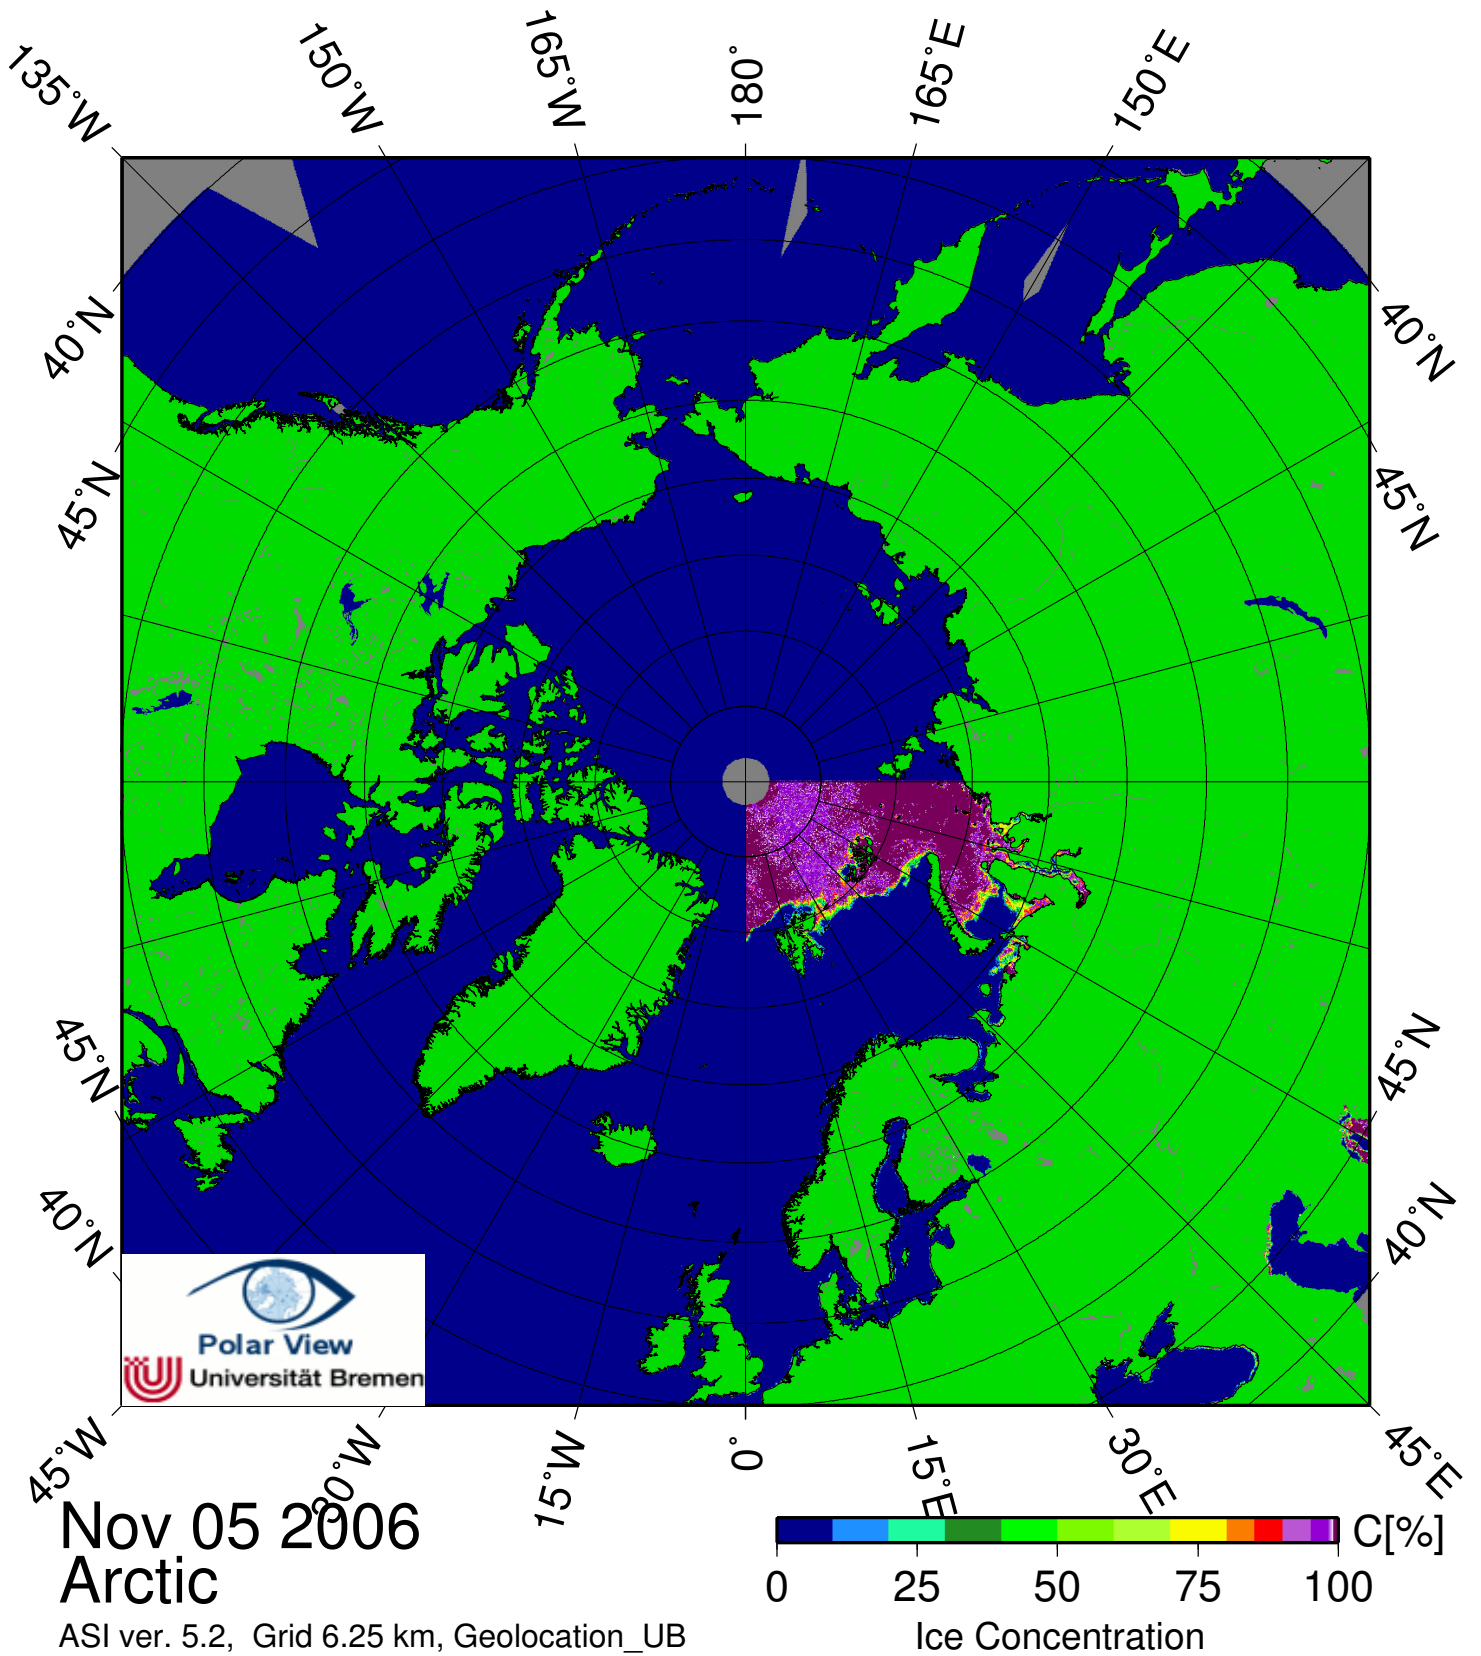 135°W 150°W 165°W 180° 165°E 150°E
40°N 40°N
45°N 45°N
45°N 45°N
40°N 40°N
Polar View
Universität Bremen
45°W 30°W 15°W 0° 15°E 30°E 45°E
Nov 05 2006
Arctic
ASI ver. 5.2, Grid 6.25 km, Geolocation_UB
C[%]
0 25 50 75 100
Ice Concentration